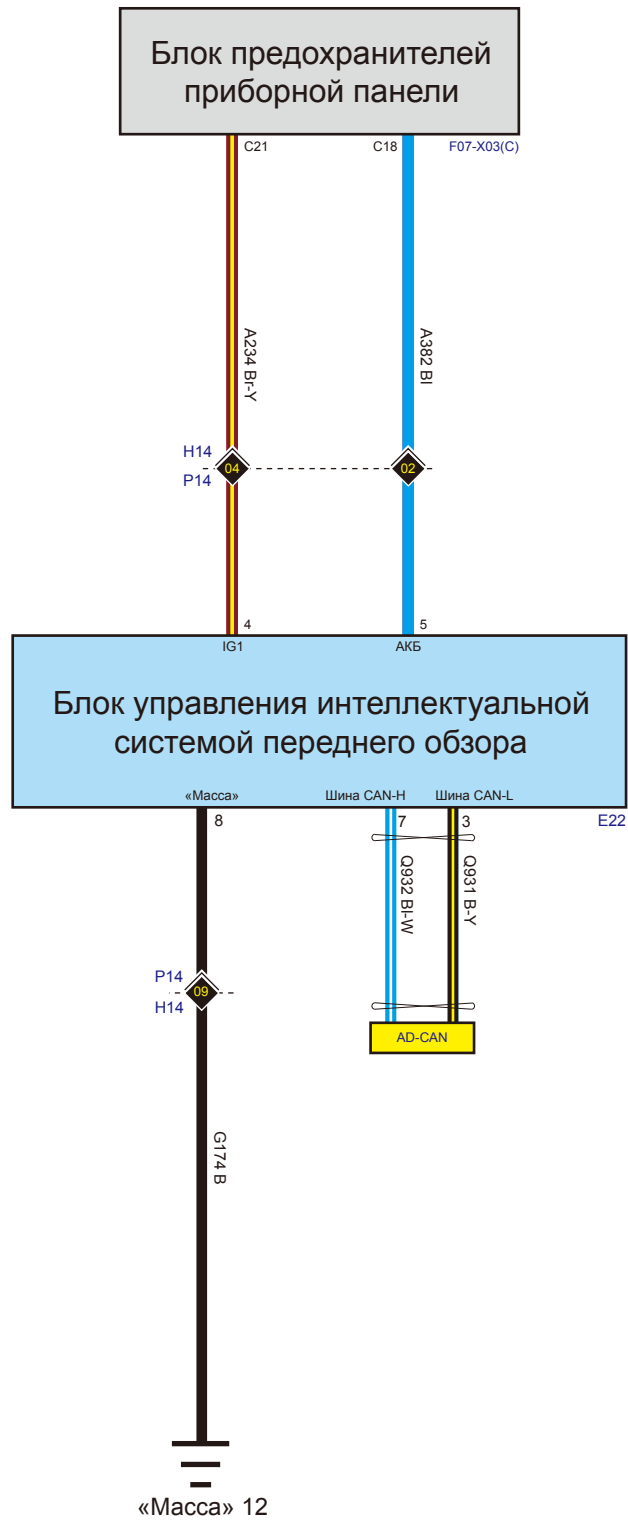 Блок предохранителей
приборной панели
C21
C18
F07-X03(C)
A234 Br-Y
A382 Bl
H14
04
02
P14
4
5
IG1
АКБ
Блок управления интеллектуальной
системой переднего обзора
«Масса»
Шина CAN-H
Шина CAN-L
8
7
3
E22
Q932 Bl-W
Q931 B-Y
P14
09
H14
AD-CAN
G174 B
«Масса» 12